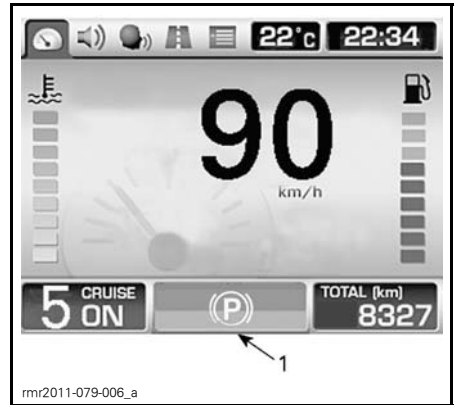 22°c 22:34
90
km/h
5 CRUISE ON
(P)
TOTAL (km)
8327
1
rmr2011-079-006_a